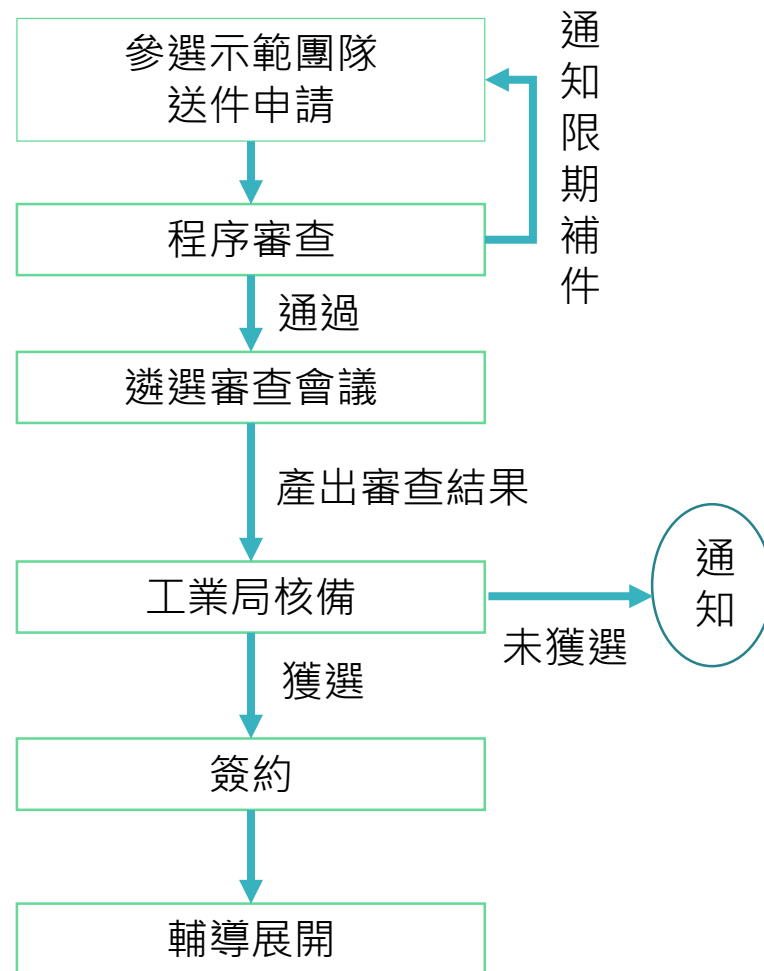 參選示範團隊
送件申請
通知限期補件
程序審查
通過
遴選審查會議
產出審查結果
工業局核備
未獲選
通知
獲選
簽約
輔導展開